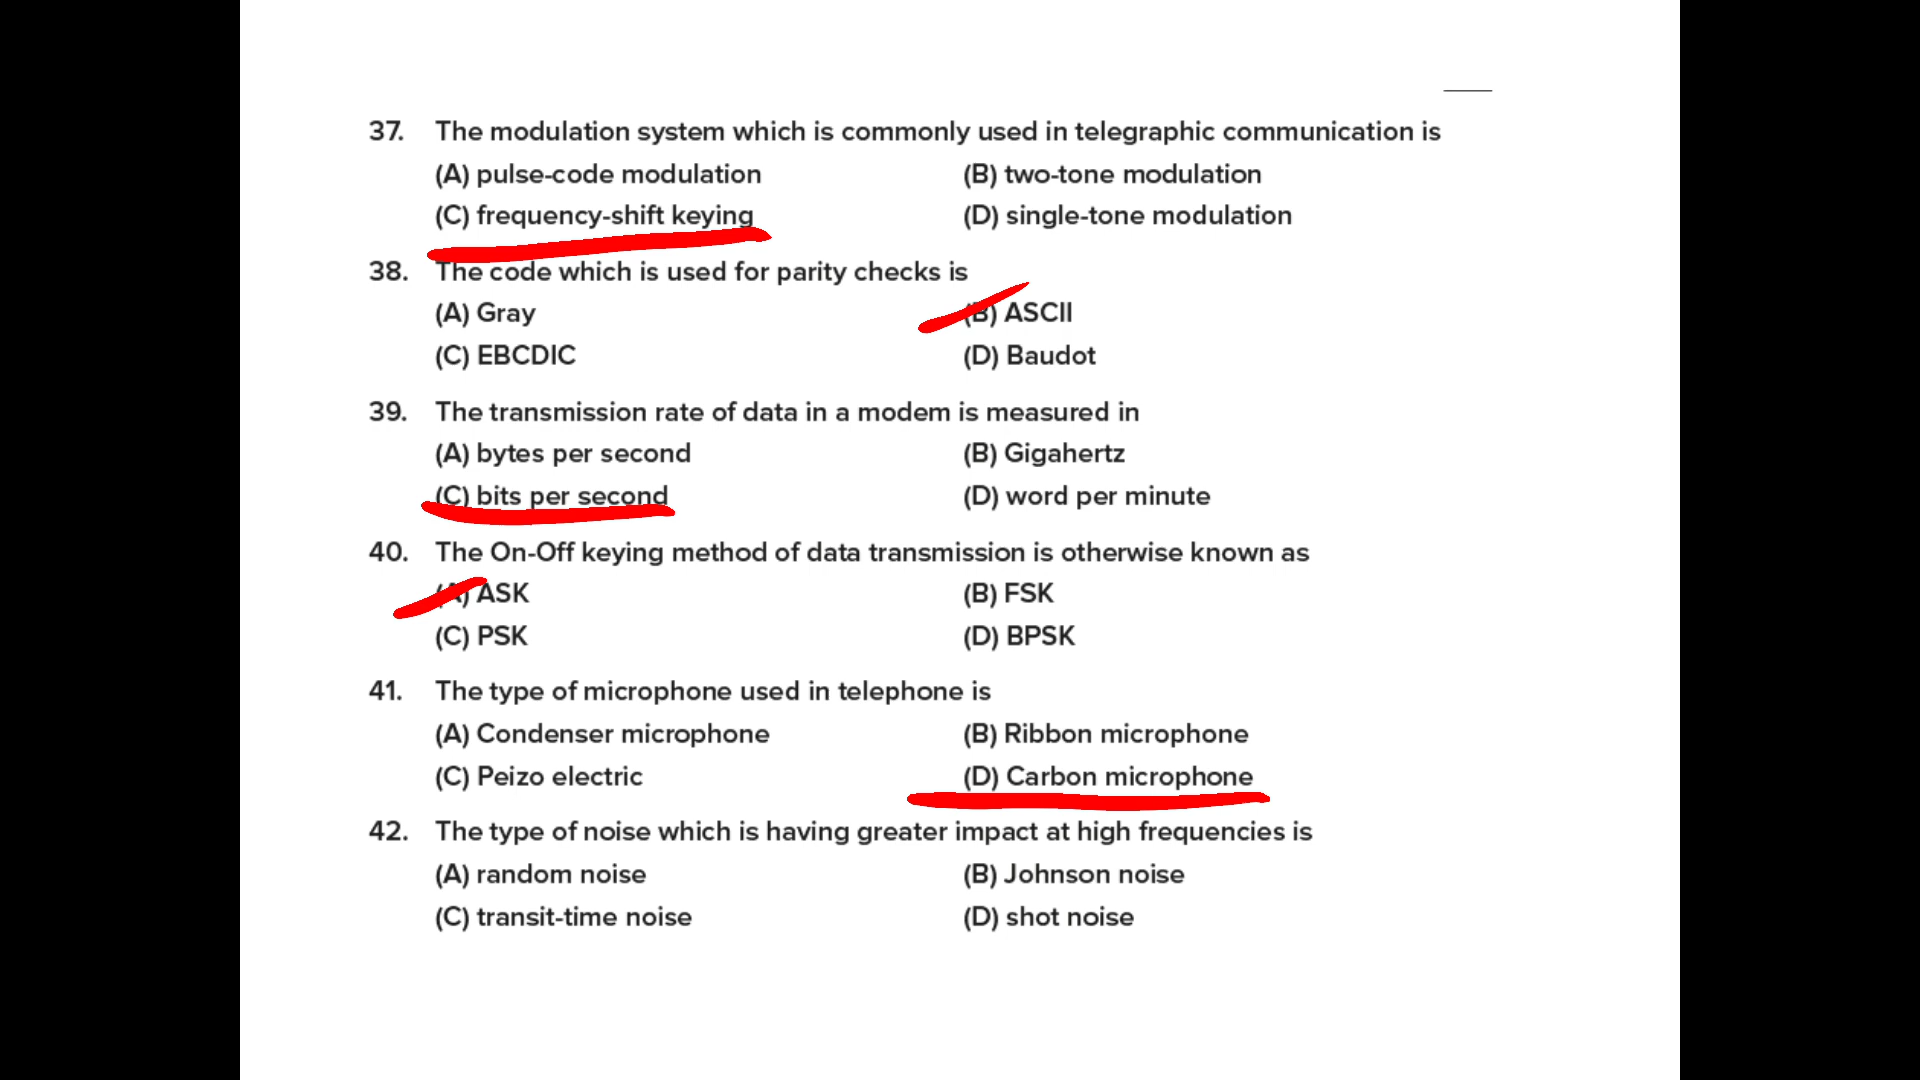 37. The modulation system which is commonly used in telegraphic communication is
(A) pulse-code modulation (B) two-tone modulation
(C) frequency-shift keying (D) single-tone modulation
38. The code which is used for parity checks is
(A) Gray (B) ASCII
(C) EBCDIC (D) Baudot
39. The transmission rate of data in a modem is measured in
(A) bytes per second (B) Gigahertz
(C) bits per second (D) word per minute
40. The On-Off keying method of data transmission is otherwise known as
(A) ASK (B) FSK
(C) PSK (D) BPSK
41. The type of microphone used in telephone is
(A) Condenser microphone (B) Ribbon microphone
(C) Peizo electric (D) Carbon microphone
42. The type of noise which is having greater impact at high frequencies is
(A) random noise (B) Johnson noise
(C) transit-time noise (D) shot noise